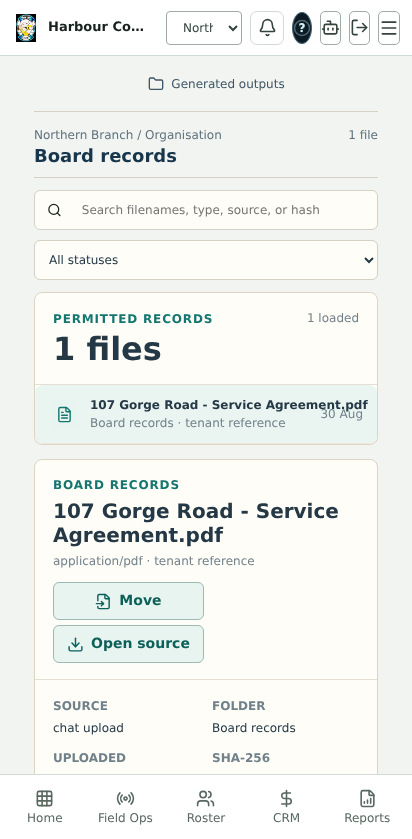 Harbour Co...
North
?
Generated outputs
Northern Branch / Organisation
1 file
Board records
Search filenames, type, source, or hash
All statuses
PERMITTED RECORDS
1 loaded
1 files
107 Gorge Road - Service Agreement.pdf
Board records · tenant reference
30 Aug
BOARD RECORDS
107 Gorge Road - Service
Agreement.pdf
application/pdf · tenant reference
Move
Open source
SOURCE
FOLDER
chat upload
Board records
UPLOADED
SHA-256
Home
Field Ops
Roster
CRM
Reports